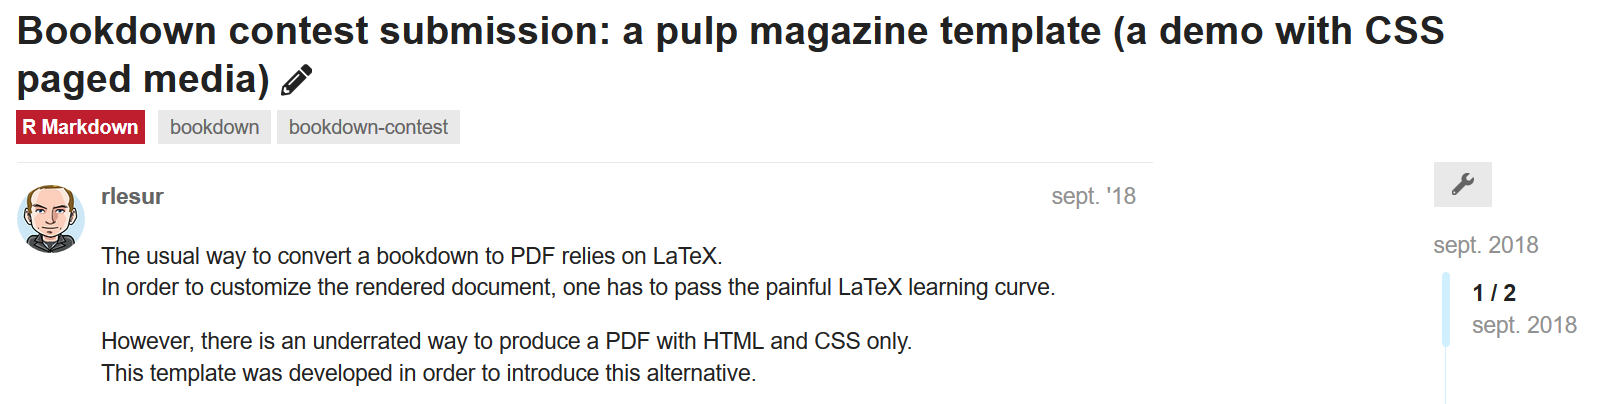 Bookdown contest submission: a pulp magazine template (a demo with CSS
paged media)
R Markdown bookdown bookdown-contest
rlesur sept. '18
The usual way to convert a bookdown to PDF relies on LaTeX.
In order to customize the rendered document, one has to pass the painful LaTeX learning curve.
However, there is an underrated way to produce a PDF with HTML and CSS only.
This template was developed in order to introduce this alternative.
sept. 2018
1 / 2
sept. 2018